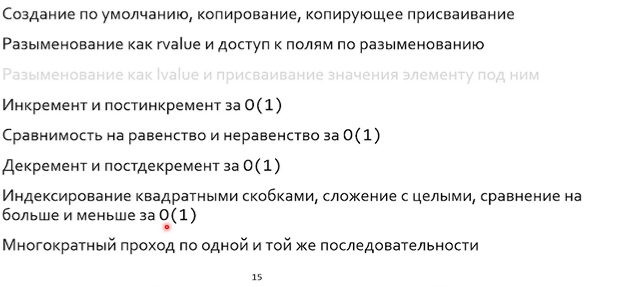 Создание по умолчанию, копирование, копирующее присваивание
Разыменование как rvalue и доступ к полям по разыменованию
Разыменование как lvalue и присваивание значения элементу под ним
Инкремент и постинкремент за O(1)
Сравнимость на равенство и неравенство за O(1)
Декремент и постдекремент за O(1)
Индексирование квадратными скобками, сложение с целыми, сравнение на
больше и меньше за O(1)
Многократный проход по одной и той же последовательности
15